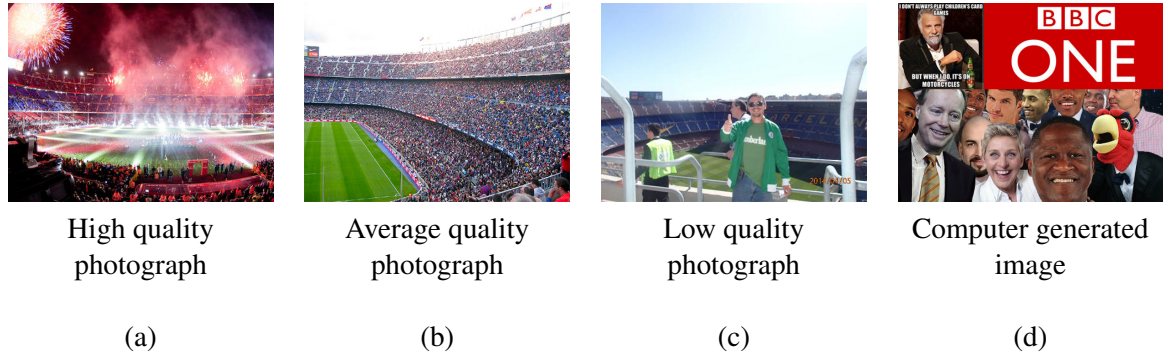 I DON'T ALWAYS PLAY CHILDREN'S CARD
GAMES
BUT WHEN I DO, IT'S ON
MOTORCYCLES
BBC
ONE
High quality
photograph
Average quality
photograph
Low quality
photograph
Computer generated
image
(a)
(b)
(c)
(d)